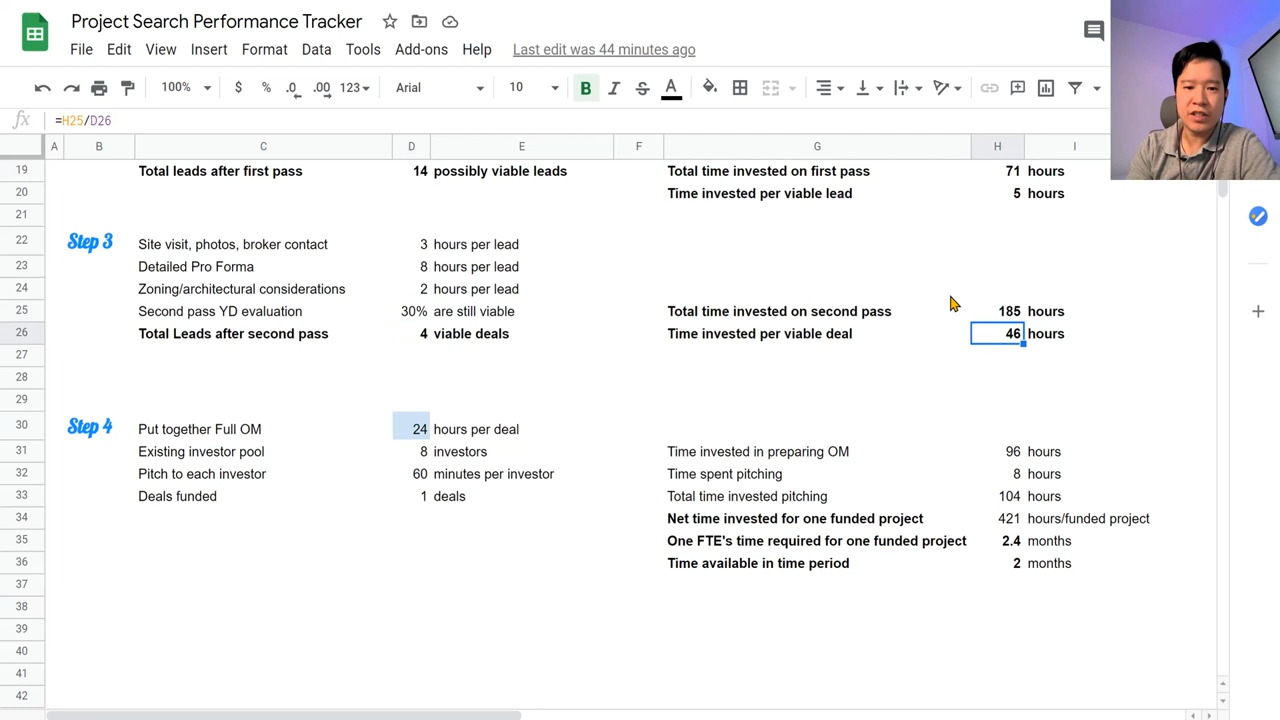 Project Search Performance Tracker
File Edit View Insert Format Data Tools Add-ons Help Last edit was 44 minutes ago
100% $ % .0 .00 123 Arial 10 B I S A
fx =H25/D26
A B C D E F G H I
19 Total leads after first pass 14 possibly viable leads Total time invested on first pass 71 hours
20 Time invested per viable lead 5 hours
21
22 Step 3 Site visit, photos, broker contact 3 hours per lead
23 Detailed Pro Forma 8 hours per lead
24 Zoning/architectural considerations 2 hours per lead
25 Second pass YD evaluation 30% are still viable Total time invested on second pass 185 hours
26 Total Leads after second pass 4 viable deals Time invested per viable deal 46 hours
27
28
29
30 Step 4 Put together Full OM 24 hours per deal
31 Existing investor pool 8 investors Time invested in preparing OM 96 hours
32 Pitch to each investor 60 minutes per investor Time spent pitching 8 hours
33 Deals funded 1 deals Total time invested pitching 104 hours
34 Net time invested for one funded project 421 hours/funded project
35 One FTE's time required for one funded project 2.4 months
36 Time available in time period 2 months
37
38
39
40
41
42